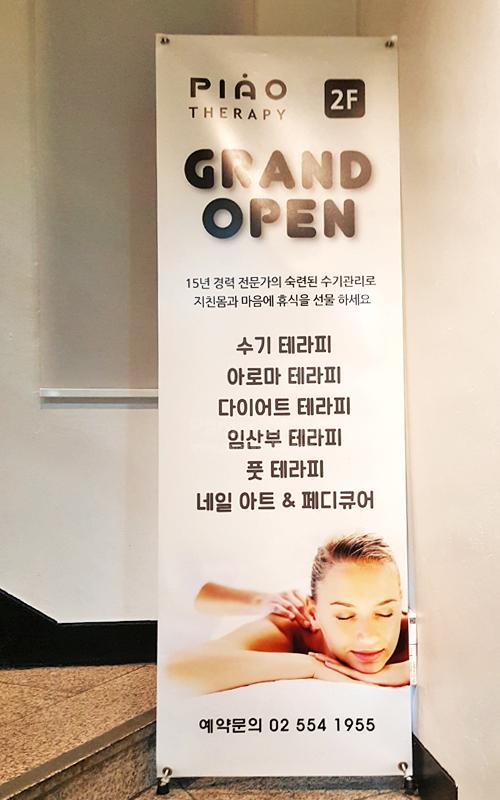 PIAO
THERAPY
2F
GRAND
OPEN
15년 경력 전문가의 숙련된 수기관리로
지친몸과 마음에 휴식을 선물 하세요
수기 테라피
아로마 테라피
다이어트 테라피
임산부 테라피
풋 테라피
네일 아트 & 페디큐어
예약문의 02 554 1955